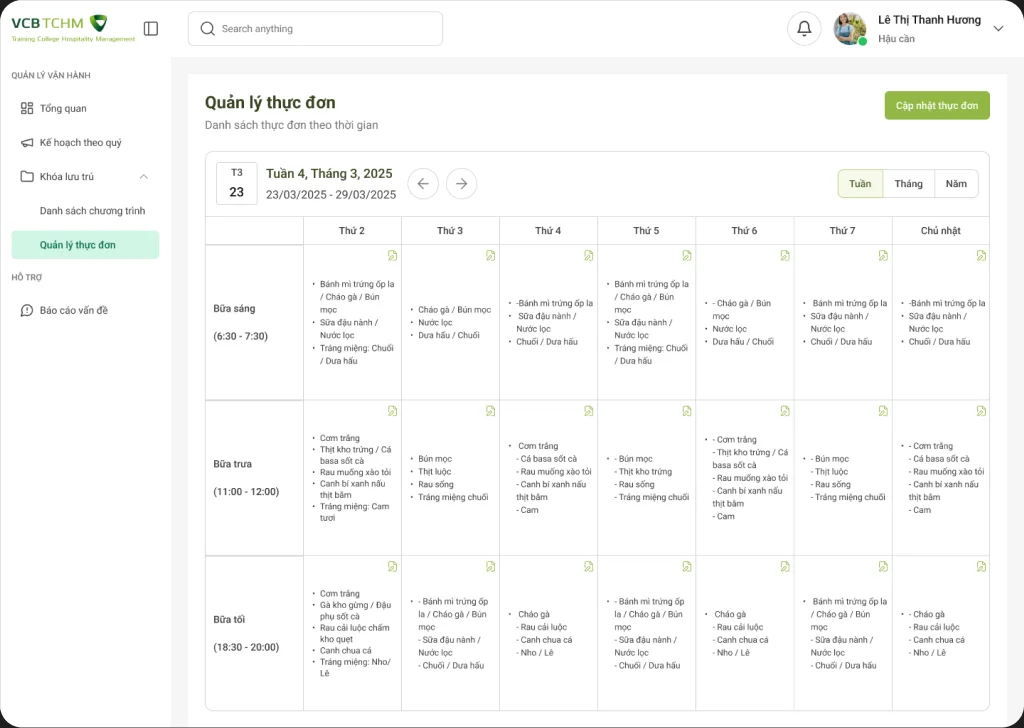 VCB TCHM
Training College Hospitality Management
Search anything
Lê Thị Thanh Hương
Hậu cần
QUẢN LÝ VẬN HÀNH
Tổng quan
Kế hoạch theo quý
Khóa lưu trú
Danh sách chương trình
Quản lý thực đơn
HỖ TRỢ
Báo cáo vấn đề
Quản lý thực đơn
Danh sách thực đơn theo thời gian
Cập nhật thực đơn
T3
23
Tuần 4, Tháng 3, 2025
23/03/2025 - 29/03/2025
Tuần
Tháng
Năm
Thứ 2
Thứ 3
Thứ 4
Thứ 5
Thứ 6
Thứ 7
Chủ nhật
Bữa sáng
(6:30 - 7:30)
• Bánh mì trứng ốp la
/ Cháo gà / Bún
mọc
• Sữa đậu nành /
Nước lọc
• Tráng miệng: Chuối
/ Dưa hấu
• Cháo gà / Bún mọc
• Nước lọc
• Dưa hấu / Chuối
• -Bánh mì trứng ốp la
• Sữa đậu nành /
Nước lọc
• Chuối / Dưa hấu
• Bánh mì trứng ốp la
/ Cháo gà / Bún
mọc
• Sữa đậu nành /
Nước lọc
• Tráng miệng: Chuối
/ Dưa hấu
• - Cháo gà / Bún
mọc
• Nước lọc
• Dưa hấu / Chuối
• Bánh mì trứng ốp la
• Sữa đậu nành /
Nước lọc
• Chuối / Dưa hấu
• -Bánh mì trứng ốp la
• Sữa đậu nành /
Nước lọc
• Chuối / Dưa hấu
Bữa trưa
(11:00 - 12:00)
• Cơm trắng
• Thịt kho trứng / Cá
basa sốt cà
• Rau muống xào tỏi
• Canh bí xanh nấu
thịt bằm
• Tráng miệng: Cam
tươi
• Bún mọc
• Thịt luộc
• Rau sống
• Tráng miệng chuối
• Cơm trắng
- Cá basa sốt cà
- Rau muống xào tỏi
- Canh bí xanh nấu
thịt bằm
- Cam
• - Bún mọc
- Thịt kho trứng
- Rau sống
- Tráng miệng chuối
• - Cơm trắng
- Thịt kho trứng / Cá
basa sốt cà
- Rau muống xào tỏi
- Canh bí xanh nấu
thịt bằm
- Cam
• - Bún mọc
- Thịt luộc
- Rau sống
- Tráng miệng chuối
• - Cơm trắng
- Cá basa sốt cà
- Rau muống xào tỏi
- Canh bí xanh nấu
thịt bằm
- Cam
Bữa tối
(18:30 - 20:00)
• Cơm trắng
• Gà kho gừng / Đậu
phụ sốt cà
• Rau cải luộc chấm
kho quẹt
• Canh chua cá
• Tráng miệng: Nho/
Lê
• - Bánh mì trứng ốp
la / Cháo gà / Bún
mọc
- Sữa đậu nành /
Nước lọc
- Chuối / Dưa hấu
• Cháo gà
- Rau cải luộc
- Canh chua cá
- Nho / Lê
• - Bánh mì trứng ốp
la / Cháo gà / Bún
mọc
- Sữa đậu nành /
Nước lọc
- Chuối / Dưa hấu
• Cháo gà
- Rau cải luộc
- Canh chua cá
- Nho / Lê
• Bánh mì trứng ốp la
/ Cháo gà / Bún
mọc
- Sữa đậu nành /
Nước lọc
- Chuối / Dưa hấu
• - Cháo gà
- Rau cải luộc
- Canh chua cá
- Nho / Lê